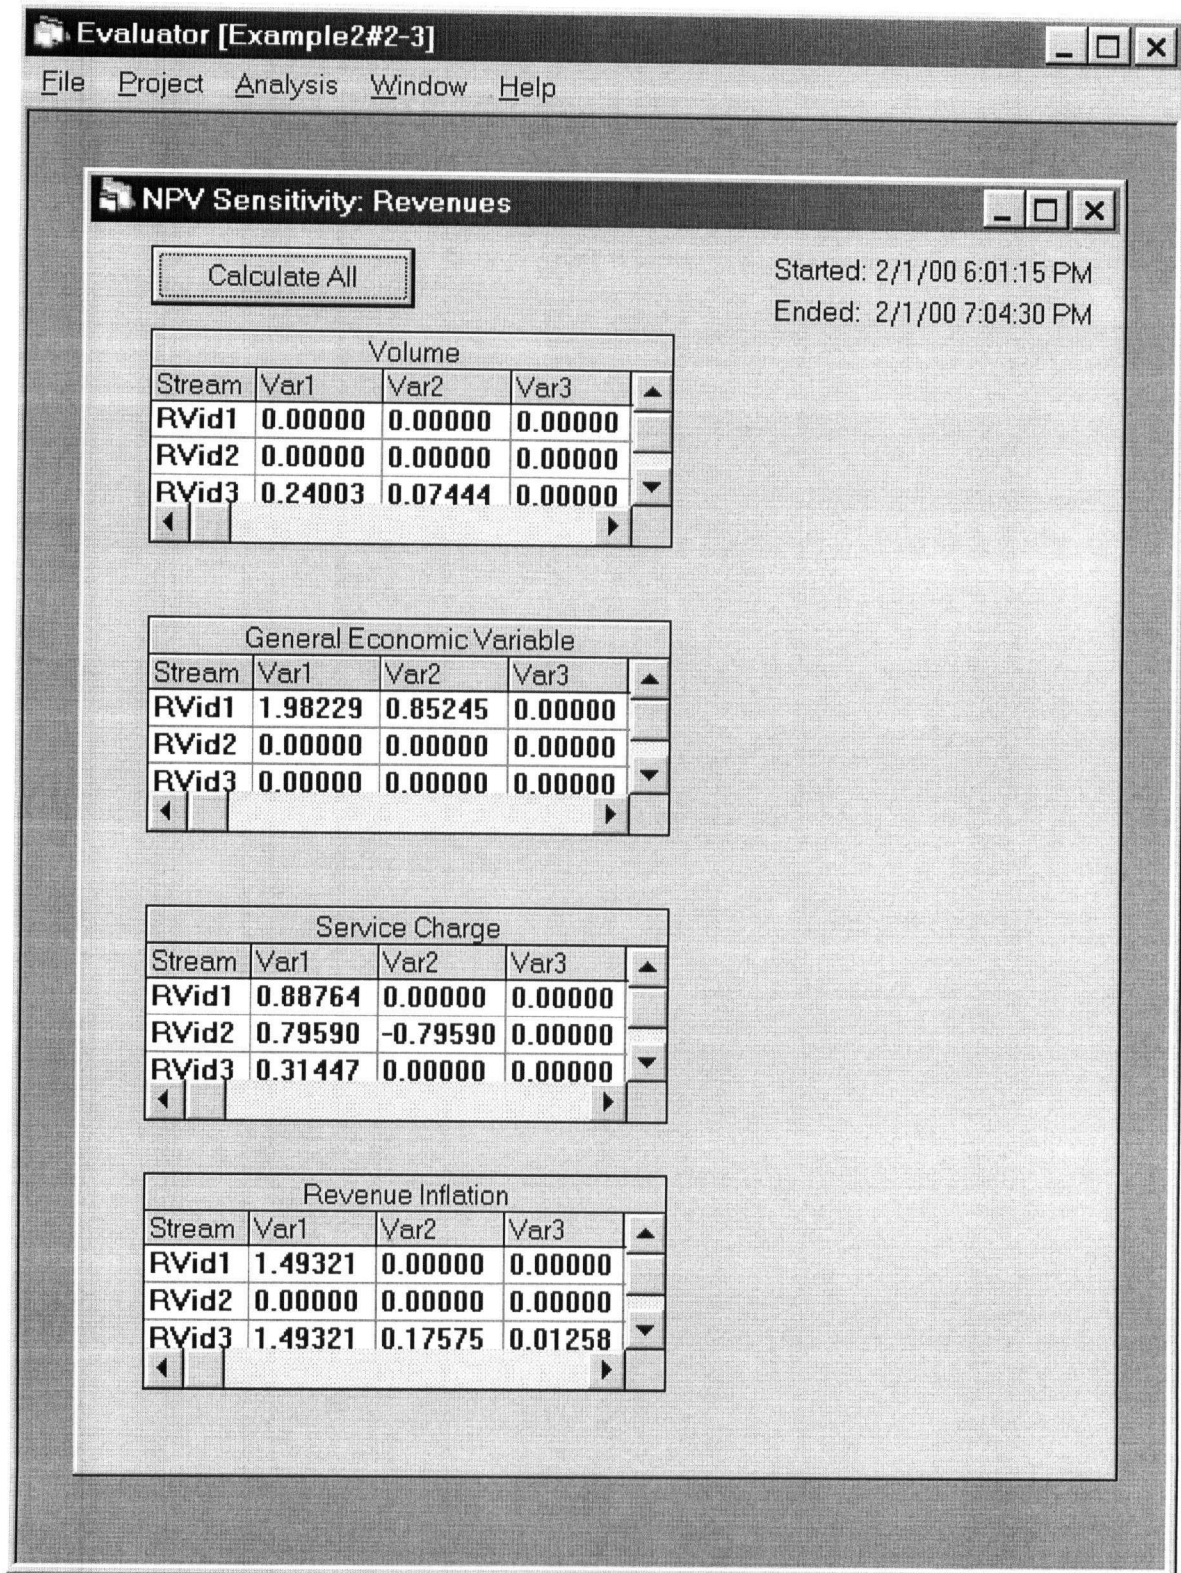 Evaluator [Example2#2-3]
File Project Analysis Window Help
NPV Sensitivity: Revenues
Calculate All
Started: 2/1/00 6:01:15 PM
Ended: 2/1/00 7:04:30 PM
Volume
Stream Var1 Var2 Var3
RVid1 0.00000 0.00000 0.00000
RVid2 0.00000 0.00000 0.00000
RVid3 0.24003 0.07444 0.00000
General Economic Variable
Stream Var1 Var2 Var3
RVid1 1.98229 0.85245 0.00000
RVid2 0.00000 0.00000 0.00000
RVid3 0.00000 0.00000 0.00000
Service Charge
Stream Var1 Var2 Var3
RVid1 0.88764 0.00000 0.00000
RVid2 0.79590 -0.79590 0.00000
RVid3 0.31447 0.00000 0.00000
Revenue Inflation
Stream Var1 Var2 Var3
RVid1 1.49321 0.00000 0.00000
RVid2 0.00000 0.00000 0.00000
RVid3 1.49321 0.17575 0.01258